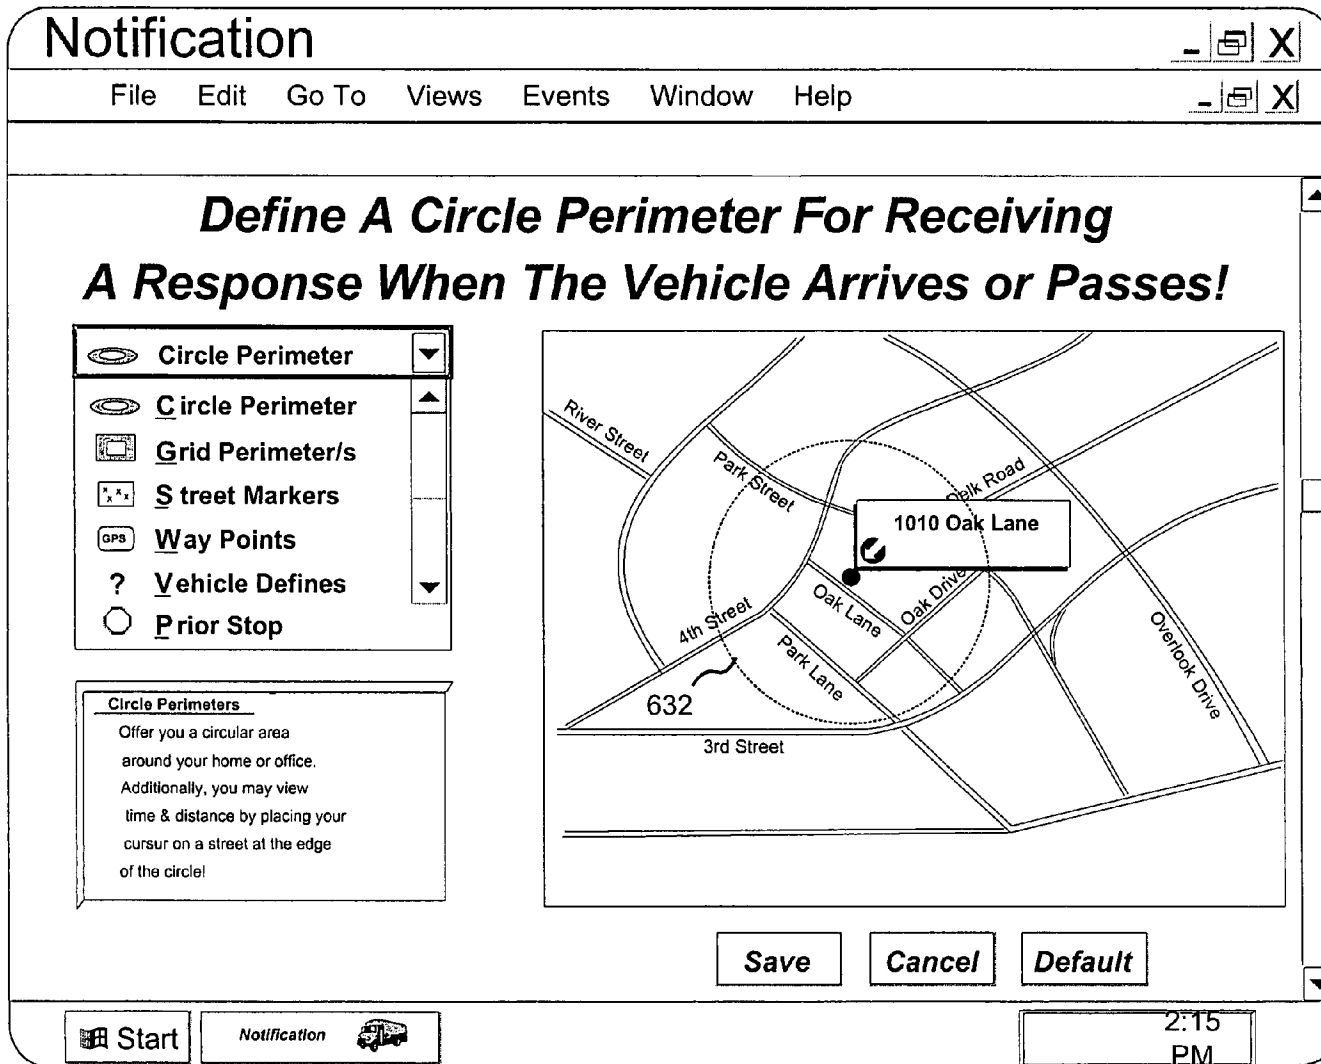 Notification
File Edit Go To Views Events Window Help
Define A Circle Perimeter For Receiving
A Response When The Vehicle Arrives or Passes!
Circle Perimeter
Circle Perimeter
Grid Perimeter/s
Street Markers
GPS Way Points
? Vehicle Defines
Prior Stop
Circle Perimeters
Offer you a circular area
around your home or office.
Additionally, you may view
time & distance by placing your
cursur on a street at the edge
of the circle!
River Street
Park Street
Delk Road
1010 Oak Lane
Oak Lane
Oak Drive
4th Street
Park Lane
Overlook Drive
632
3rd Street
Save Cancel Default
Start
Notification
2:15
PM